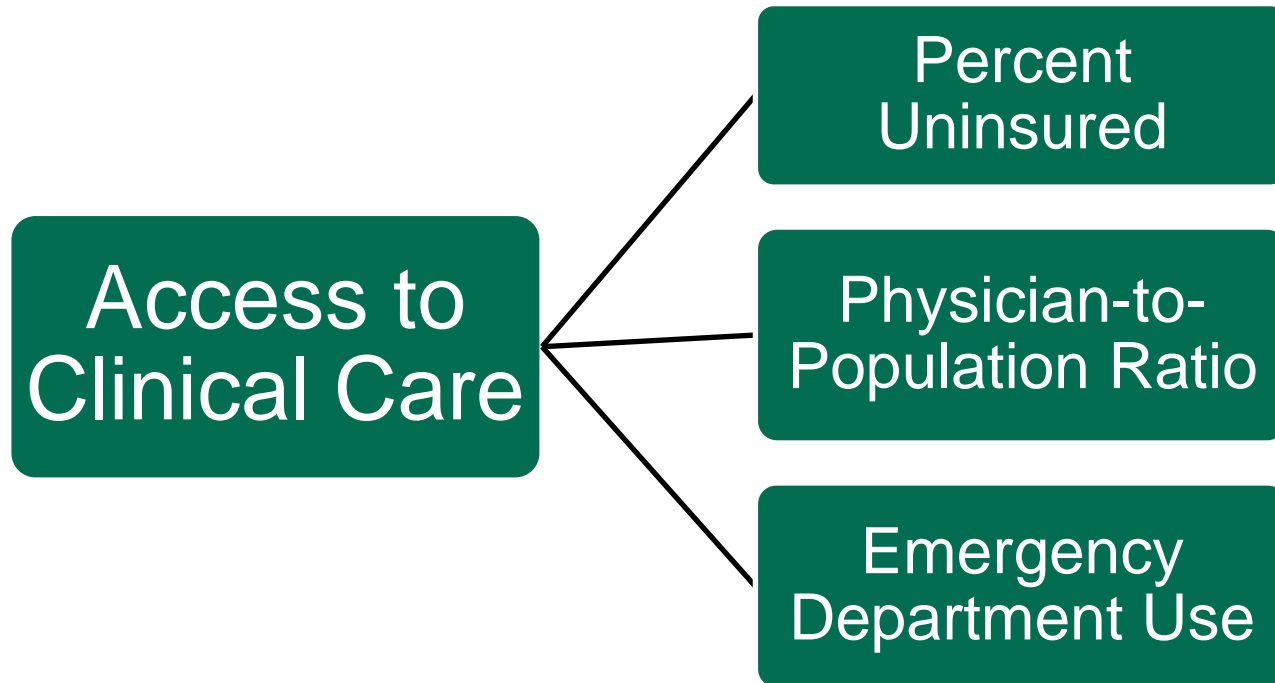 Access to
Clinical Care
Percent
Uninsured
Physician-to-
Population Ratio
Emergency
Department Use